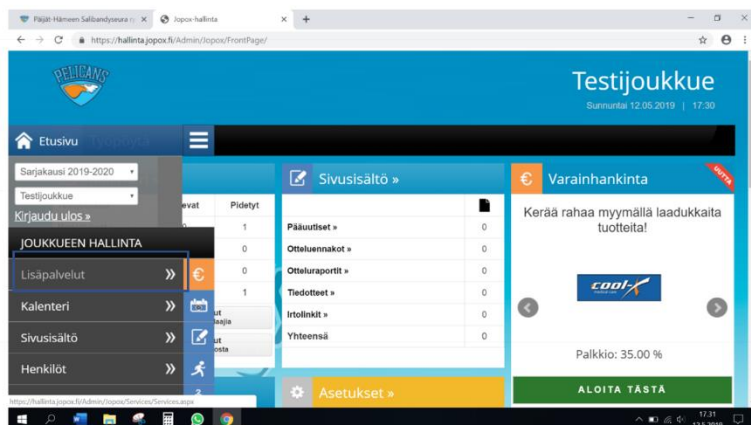 Päijät-Hämeen Salibandyseura ry
Jopox-hallinta
https://hallinta.jopox.fi/Admin/Jopox/FrontPage/
PELICANS
Testijoukkue
Sunnuntai 12.05.2019 | 17:30
Etusivu
Sarjakausi 2019-2020
Testijoukkue
Kirjaudu ulos »
JOUKKUEEN HALLINTA
Lisäpalvelut »
Kalenteri »
Sivusisältö »
Henkilöt »
evat Pidetyt
1
0
0
1
Sivusisältö »
Pääuutiset » 0
Otteluennakot » 0
Otteluraportit » 0
Tiedotteet » 0
Irtolinkit » 0
Yhteensä 0
Asetukset »
Varainhankinta
UUTTA
Kerää rahaa myymällä laadukkaita
tuotteita!
cool-x
Palkkio: 35.00 %
ALOITA TÄSTÄ
https://hallinta.jopox.fi/Admin/Jopox/Services/Services.aspx
17.31
12.5.2019